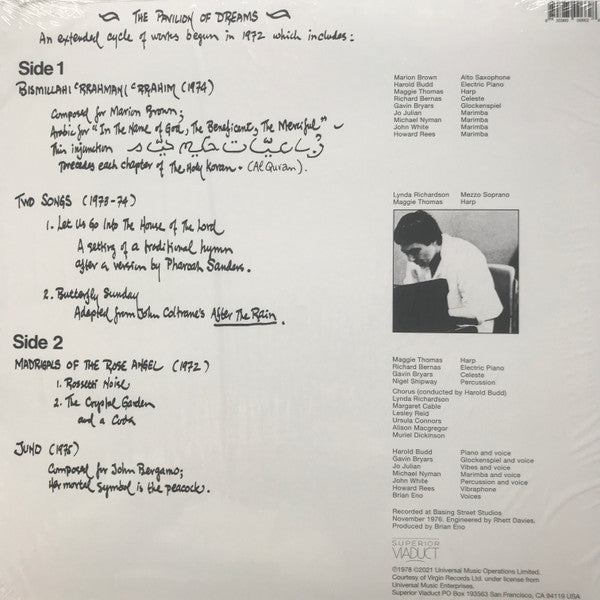 THE PAVILION OF DREAMS
An extended cycle of works begun in 1972 which includes:
Side 1
BISMILLAHI 'RRAHMANI 'RRAHIM (1974)
Composed for Marion Brown;
Arabic for "In The Name of God, The Beneficent, The Merciful" –
This injunction رباعيّات حكيم خيّام
precedes each chapter of The Holy Koran - (Al Quran).
Marion Brown Alto Saxophone
Harold Budd Electric Piano
Maggie Thomas Harp
Richard Bernas Celeste
Gavin Bryars Glockenspiel
Jo Julian Marimba
Michael Nyman Marimba
John White Marimba
Howard Rees Marimba
TWO SONGS (1973-74)
1. Let Us Go Into The House of The Lord
A setting of a traditional hymn
after a version by Pharoah Sanders.
2. Butterfly Sunday
Adapted from John Coltrane's After The Rain.
Lynda Richardson Mezzo Soprano
Maggie Thomas Harp
Side 2
MADRIGALS OF THE ROSE ANGEL (1972)
1. Rossetti Noise
2. The Crystal Garden
and a Coda
JUNO (1975)
Composed for John Bergamo;
Her mortal symbol is the peacock.
Maggie Thomas Harp
Richard Bernas Electric Piano
Gavin Bryars Celeste
Nigel Shipway Percussion
Chorus (conducted by Harold Budd)
Lynda Richardson
Margaret Cable
Lesley Reid
Ursula Connors
Alison Macgregor
Muriel Dickinson
Harold Budd Piano and voice
Gavin Bryars Glockenspiel and voice
Jo Julian Vibes and voice
Michael Nyman Marimba and voice
John White Percussion and voice
Howard Rees Vibraphone
Brian Eno Voices
Recorded at Basing Street Studios
November 1976. Engineered by Rhett Davies.
Produced by Brian Eno
SUPERIOR
VIADUCT
℗1978 ©2021 Universal Music Operations Limited.
Courtesy of Virgin Records Ltd. under license from
Universal Music Enterprises.
Superior Viaduct PO Box 193563 San Francisco, CA 94119 USA